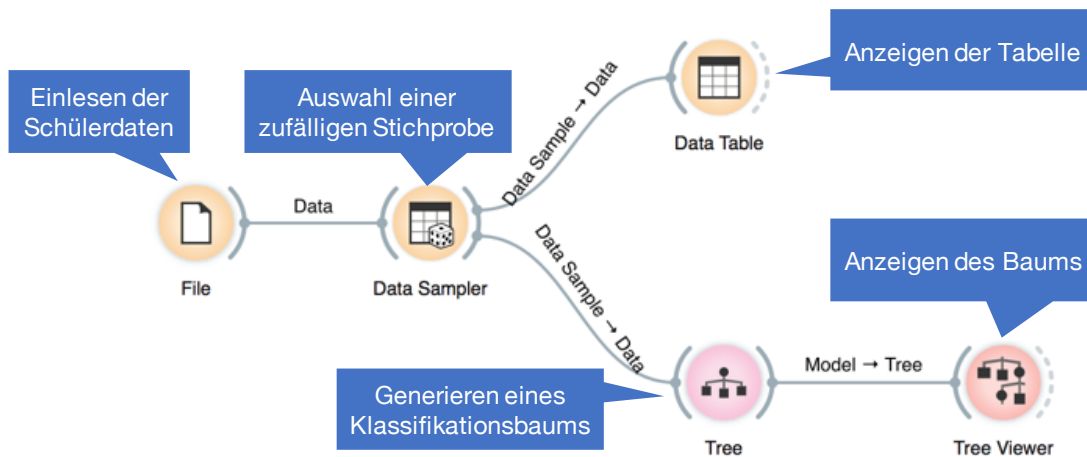 Einlesen der
Schülerdaten
Auswahl einer
zufälligen Stichprobe
Anzeigen der Tabelle
Data Sample → Data
Data Table
Data
File
Data Sampler
Data Sample → Data
Anzeigen des Baums
Generieren eines
Klassifikationsbaums
Model → Tree
Tree
Tree Viewer